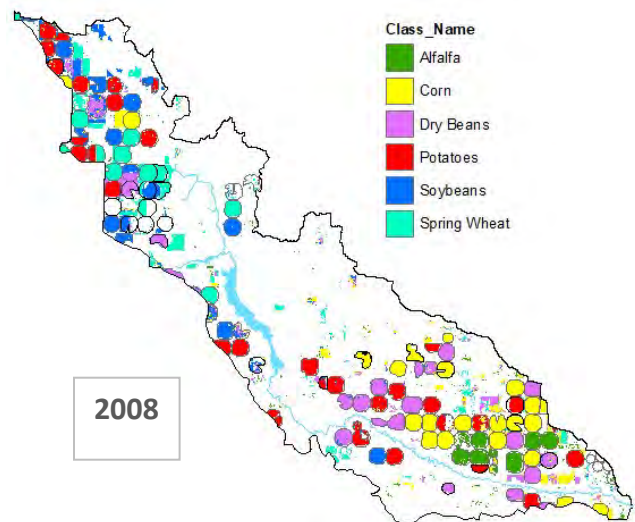 Class_Name
Alfalfa
Corn
Dry Beans
Potatoes
Soybeans
Spring Wheat
2008